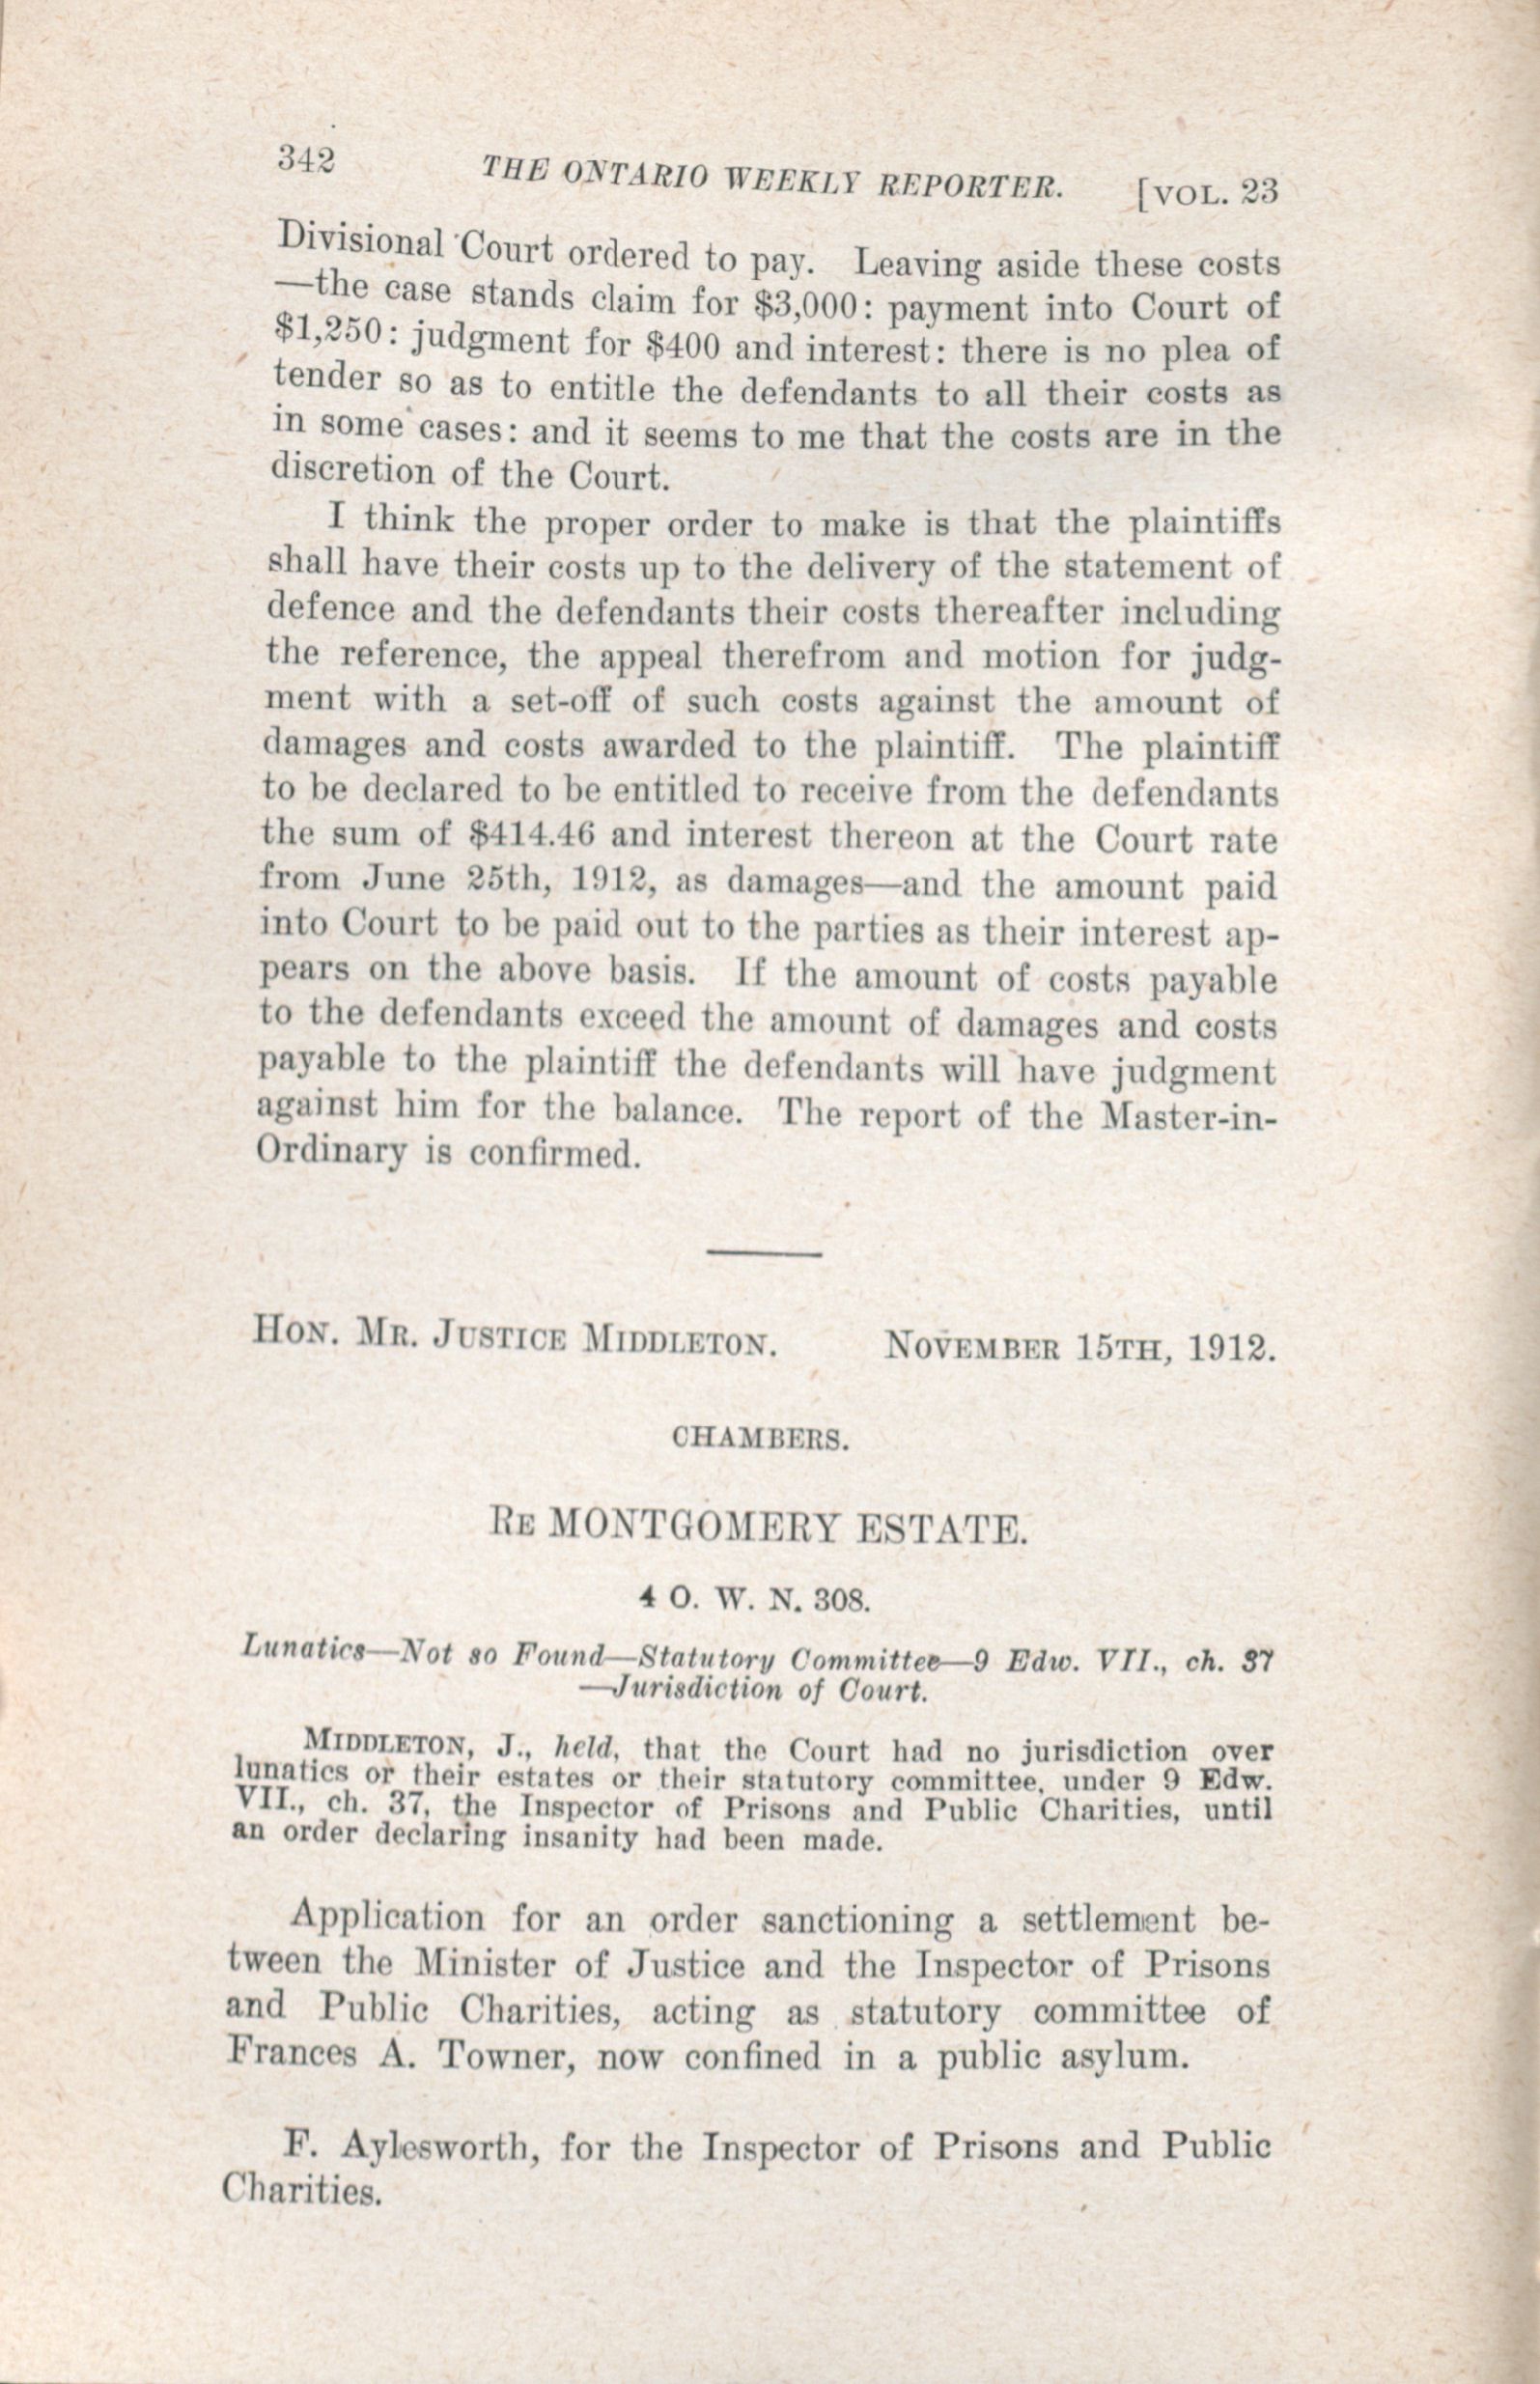 342 THE ONTARIO WEEKLY REPORTER. [VOL. 23
Divisional Court ordered to pay. Leaving aside these costs
—the case stands claim for $3,000: payment into Court of
$1,250: judgment for $400 and interest: there is no plea of
tender so as to entitle the defendants to all their costs as
in some cases: and it seems to me that the costs are in the
discretion of the Court.
I think the proper order to make is that the plaintiffs
shall have their costs up to the delivery of the statement of
defence and the defendants their costs thereafter including
the reference, the appeal therefrom and motion for judg-
ment with a set-off of such costs against the amount of
damages and costs awarded to the plaintiff. The plaintiff
to be declared to be entitled to receive from the defendants
the sum of $414.46 and interest thereon at the Court rate
from June 25th, 1912, as damages—and the amount paid
into Court to be paid out to the parties as their interest ap-
pears on the above basis. If the amount of costs payable
to the defendants exceed the amount of damages and costs
payable to the plaintiff the defendants will have judgment
against him for the balance. The report of the Master-in-
Ordinary is confirmed.
HON. MR. JUSTICE MIDDLETON. NOVEMBER 15TH, 1912.
CHAMBERS.
RE MONTGOMERY ESTATE.
4 O. W. N. 308.
Lunatics—Not so Found—Statutory Committee—9 Edw. VII., ch. 37
—Jurisdiction of Court.
MIDDLETON, J., held, that the Court had no jurisdiction over
lunatics or their estates or their statutory committee, under 9 Edw.
VII., ch. 37, the Inspector of Prisons and Public Charities, until
an order declaring insanity had been made.
Application for an order sanctioning a settlement be-
tween the Minister of Justice and the Inspector of Prisons
and Public Charities, acting as statutory committee of
Frances A. Towner, now confined in a public asylum.
F. Aylesworth, for the Inspector of Prisons and Public
Charities.